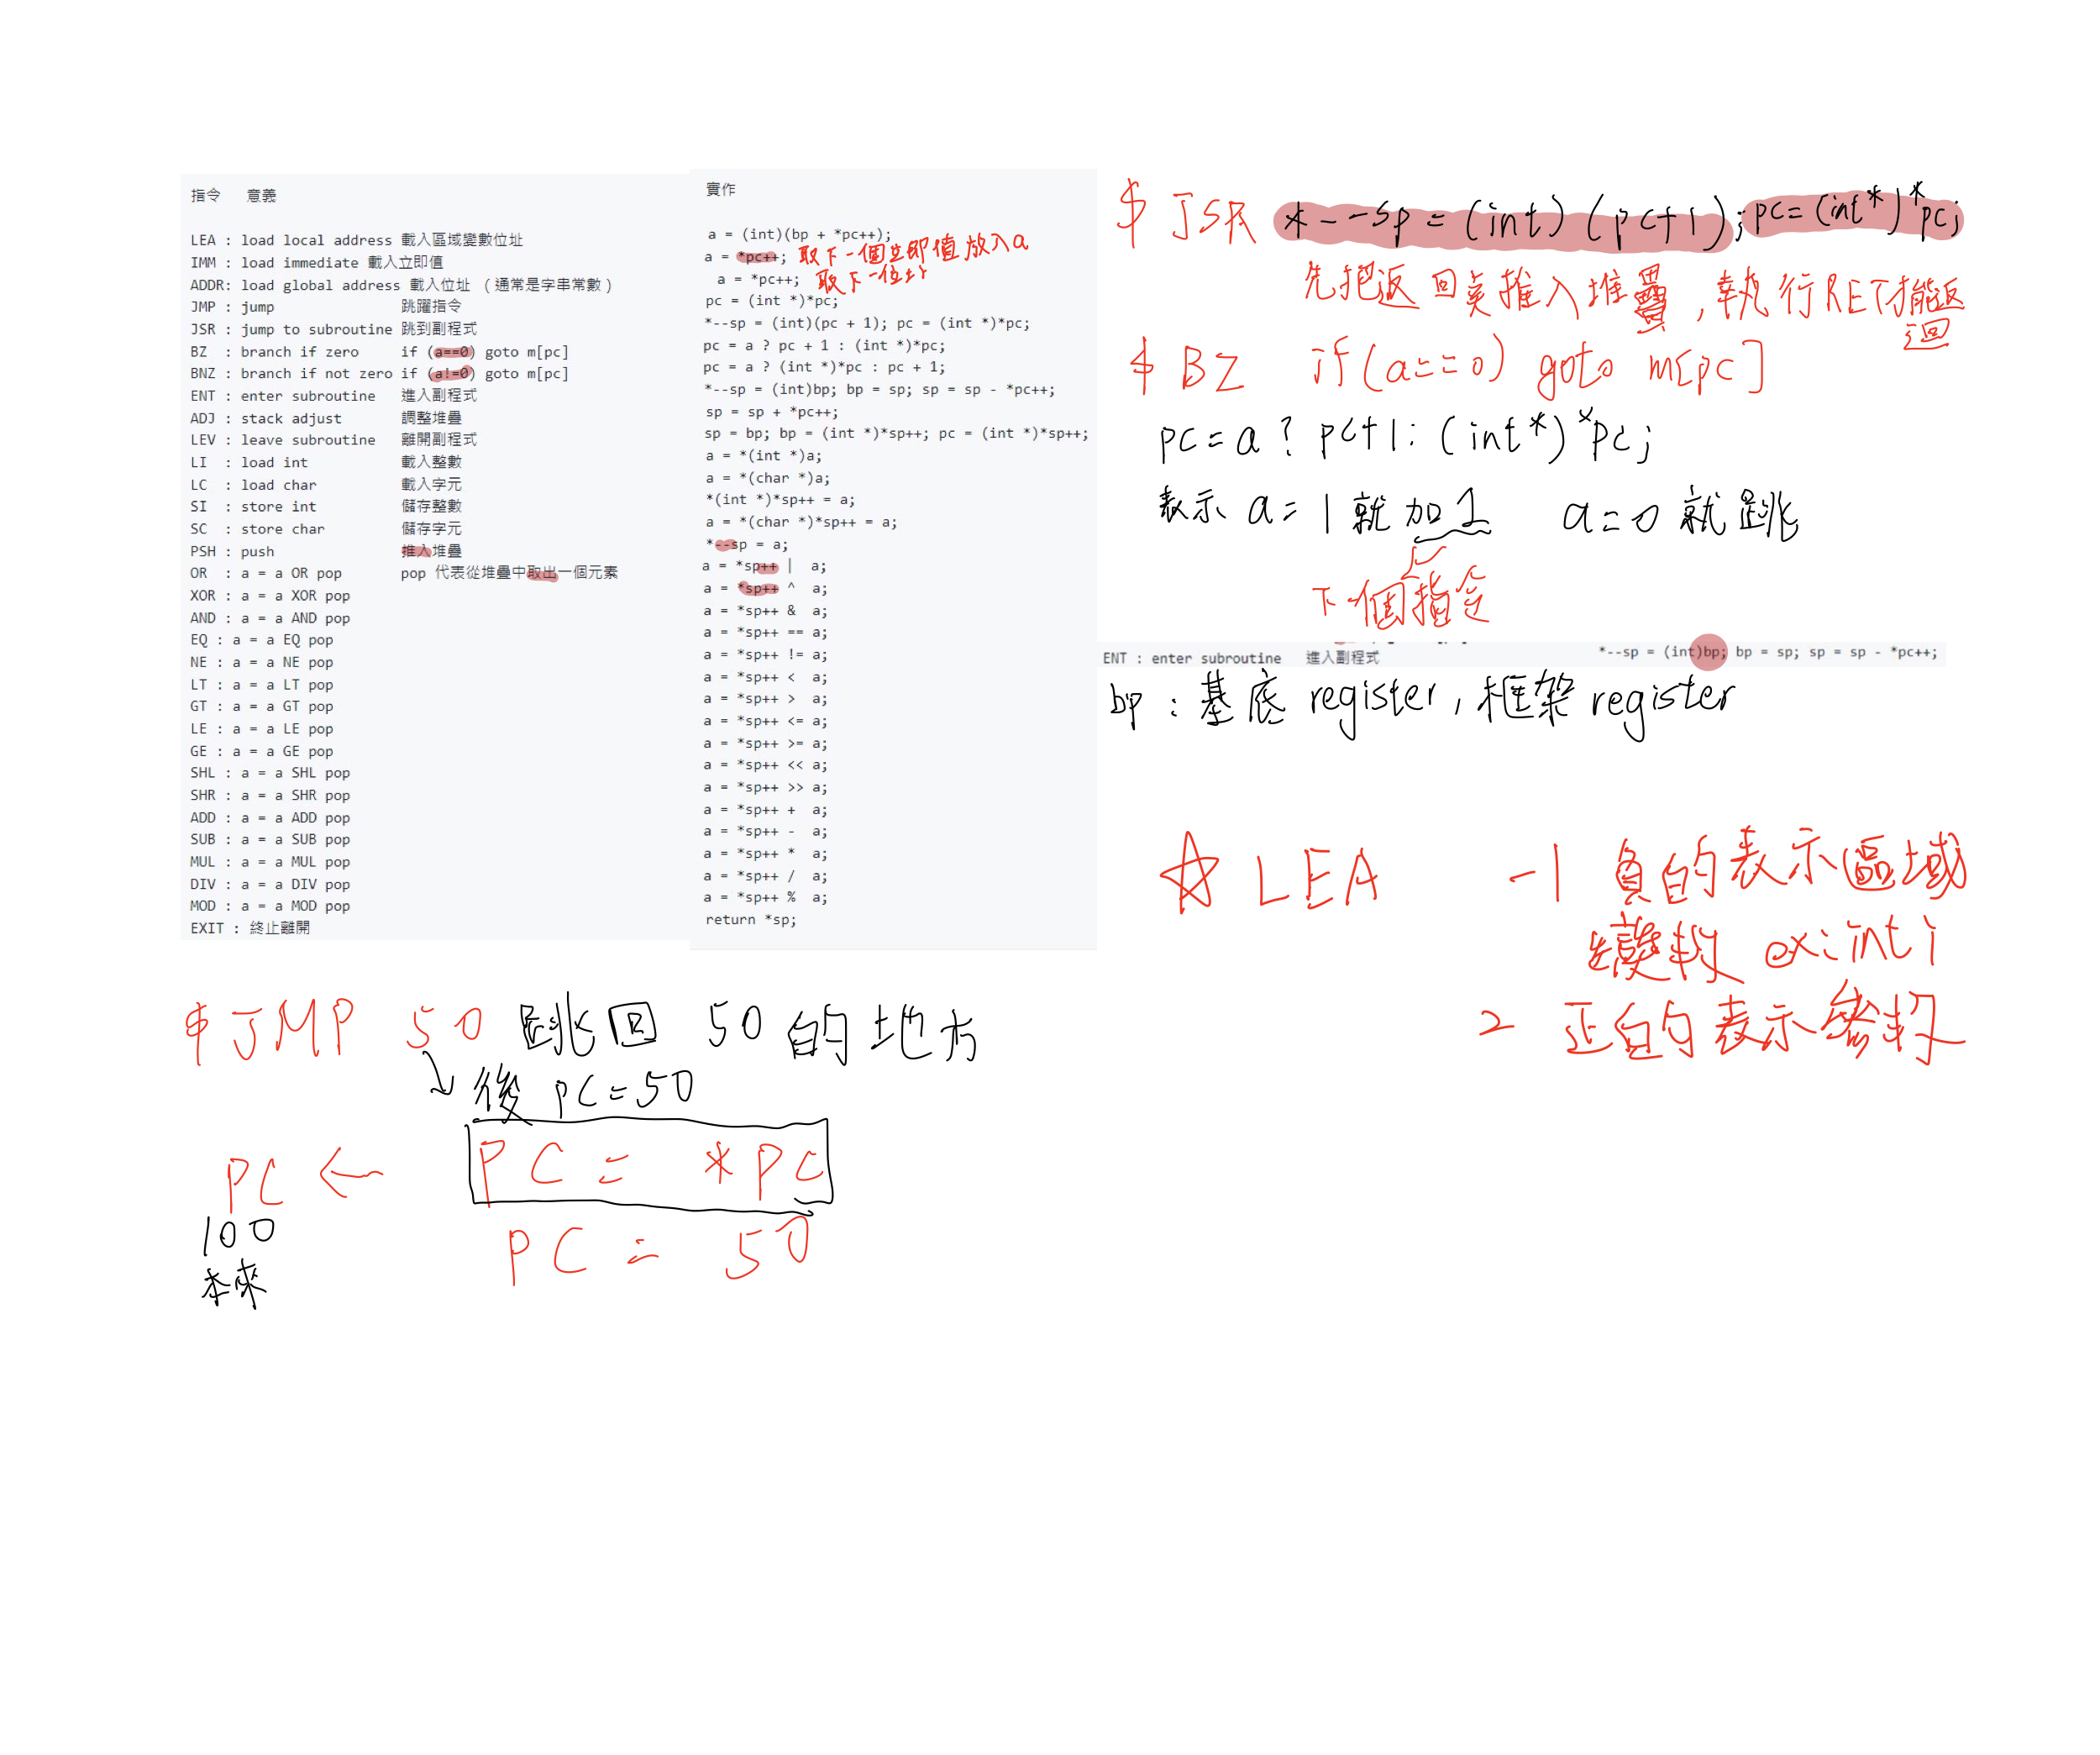 指令 意義
LEA : load local address 載入區域變數位址
IMM : load immediate 載入立即值
ADDR: load global address 載入位址 (通常是字串常數)
JMP : jump 跳躍指令
JSR : jump to subroutine 跳到副程式
BZ : branch if zero if (a==0) goto m[pc]
BNZ : branch if not zero if (a!=0) goto m[pc]
ENT : enter subroutine 進入副程式
ADJ : stack adjust 調整堆疊
LEV : leave subroutine 離開副程式
LI : load int 載入整數
LC : load char 載入字元
SI : store int 儲存整數
SC : store char 儲存字元
PSH : push 推入堆疊
OR : a = a OR pop pop 代表從堆疊中取出一個元素
XOR : a = a XOR pop
AND : a = a AND pop
EQ : a = a EQ pop
NE : a = a NE pop
LT : a = a LT pop
GT : a = a GT pop
LE : a = a LE pop
GE : a = a GE pop
SHL : a = a SHL pop
SHR : a = a SHR pop
ADD : a = a ADD pop
SUB : a = a SUB pop
MUL : a = a MUL pop
DIV : a = a DIV pop
MOD : a = a MOD pop
EXIT : 終止離開
實作
a = (int)(bp + *pc++);
a = *pc++; 取下一個立即值放入a
a = *pc++; 取下一位址
pc = (int *)*pc;
*--sp = (int)(pc + 1); pc = (int *)*pc;
pc = a ? pc + 1 : (int *)*pc;
pc = a ? (int *)*pc : pc + 1;
*--sp = (int)bp; bp = sp; sp = sp - *pc++;
sp = sp + *pc++;
sp = bp; bp = (int *)*sp++; pc = (int *)*sp++;
a = *(int *)a;
a = *(char *)a;
*(int *)*sp++ = a;
a = *(char *)*sp++ = a;
*--sp = a;
a = *sp++ | a;
a = *sp++ ^ a;
a = *sp++ & a;
a = *sp++ == a;
a = *sp++ != a;
a = *sp++ < a;
a = *sp++ > a;
a = *sp++ <= a;
a = *sp++ >= a;
a = *sp++ << a;
a = *sp++ >> a;
a = *sp++ + a;
a = *sp++ - a;
a = *sp++ * a;
a = *sp++ / a;
a = *sp++ % a;
return *sp;
$ JSR *--sp = (int) (pc+1); pc= (int*)*pc;
先把返回點推入堆疊, 執行RET才能返
迴
$ BZ if(a==0) goto m[pc]
pc = a ? pc+1 : (int*)*pc;
表示 a=1就加1 a=0就跳
下一個指令
ENT : enter subroutine 進入副程式 *--sp = (int)bp; bp = sp; sp = sp - *pc++;
bp : 基底 register, 框架 register
☆ LEA -1 負的表示區域
變數 ex: int i
2 正的表示參數
$ JMP 50 跳回 50 的地方
後 pc=50
PC ← PC = *PC
100 PC = 50
本來